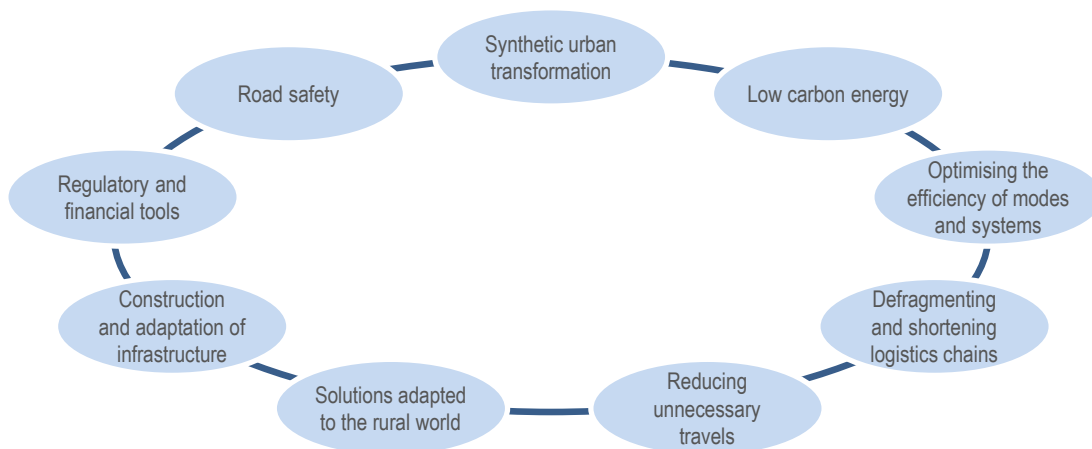 Synthetic urban
transformation
Low carbon energy
Optimising the
efficiency of modes
and systems
Defragmenting
and shortening
logistics chains
Reducing
unnecessary
travels
Solutions adapted
to the rural world
Construction
and adaptation of
infrastructure
Regulatory and
financial tools
Road safety